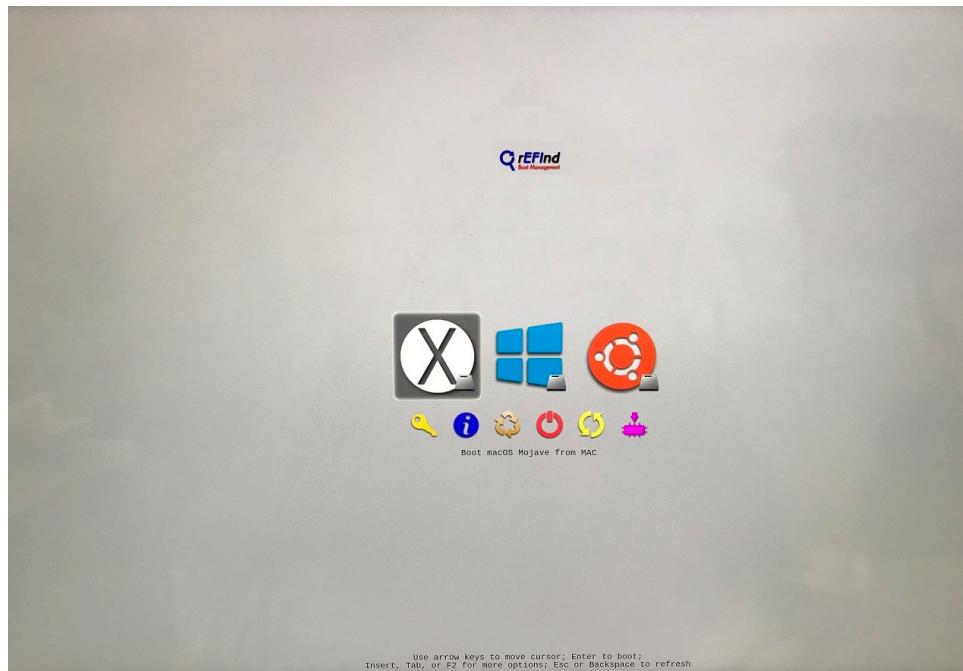 rEFInd
Boot Management
X
i
Boot macOS Mojave from MAC
Use arrow keys to move cursor; Enter to boot;
Insert, Tab, or F2 for more options; Esc or Backspace to refresh